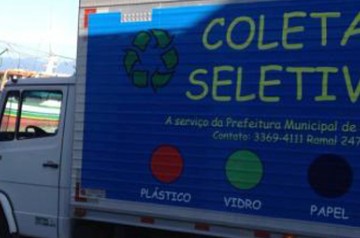 COLETA
SELETIV
A serviço da Prefeitura Municipal de
Contato: 3369-4111 Ramal 247
PLÁSTICO VIDRO PAPEL